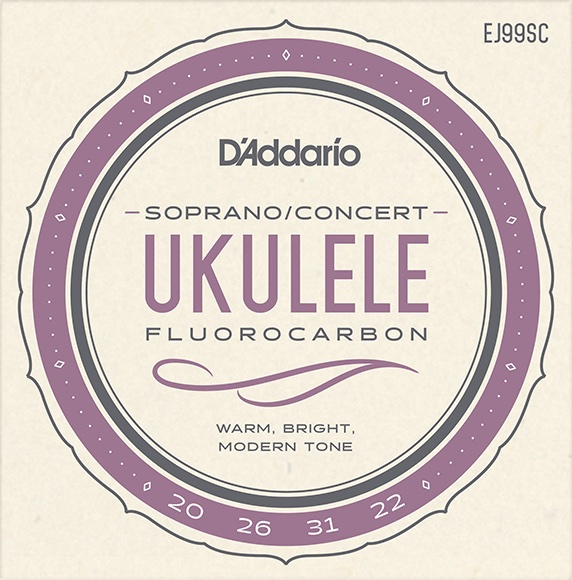 EJ99SC
D'Addario
SOPRANO/CONCERT
UKULELE
FLUOROCARBON
WARM, BRIGHT,
MODERN TONE
20 26 31 22